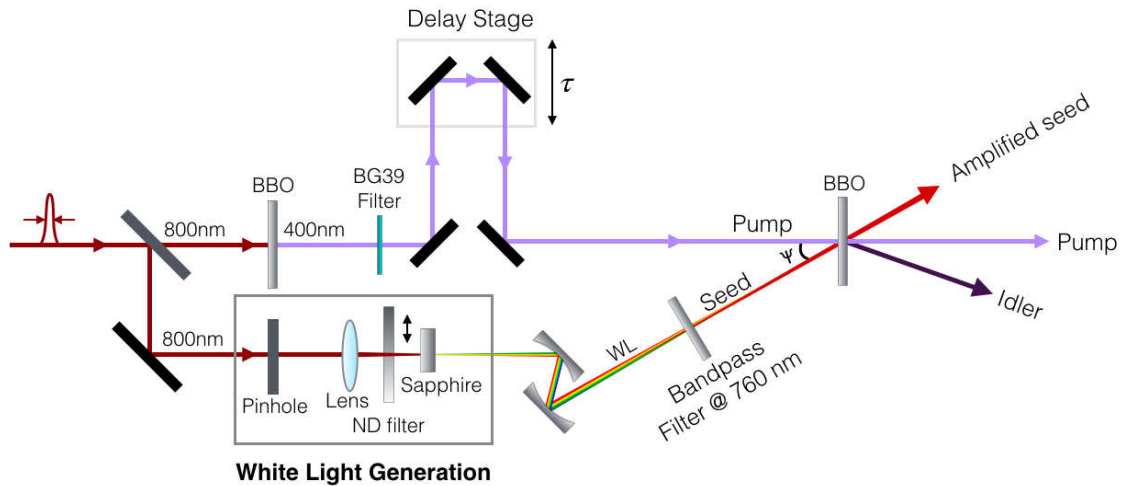 Delay Stage
τ
BBO
BG39
Filter
800nm
400nm
BBO
Amplified seed
Pump
Pump
ψ
Seed
Idler
800nm
WL
Bandpass
Filter @ 760 nm
Pinhole
Lens
Sapphire
ND filter
White Light Generation